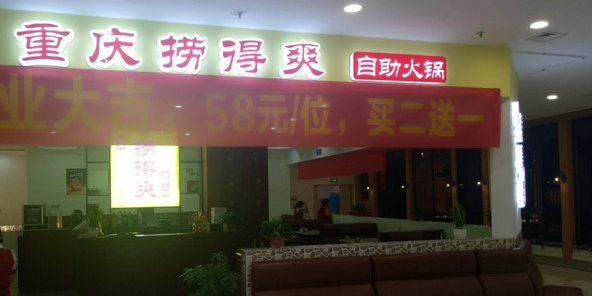 重庆捞得爽 自助火锅
业大吉，58元/位，买二送一
捞得爽